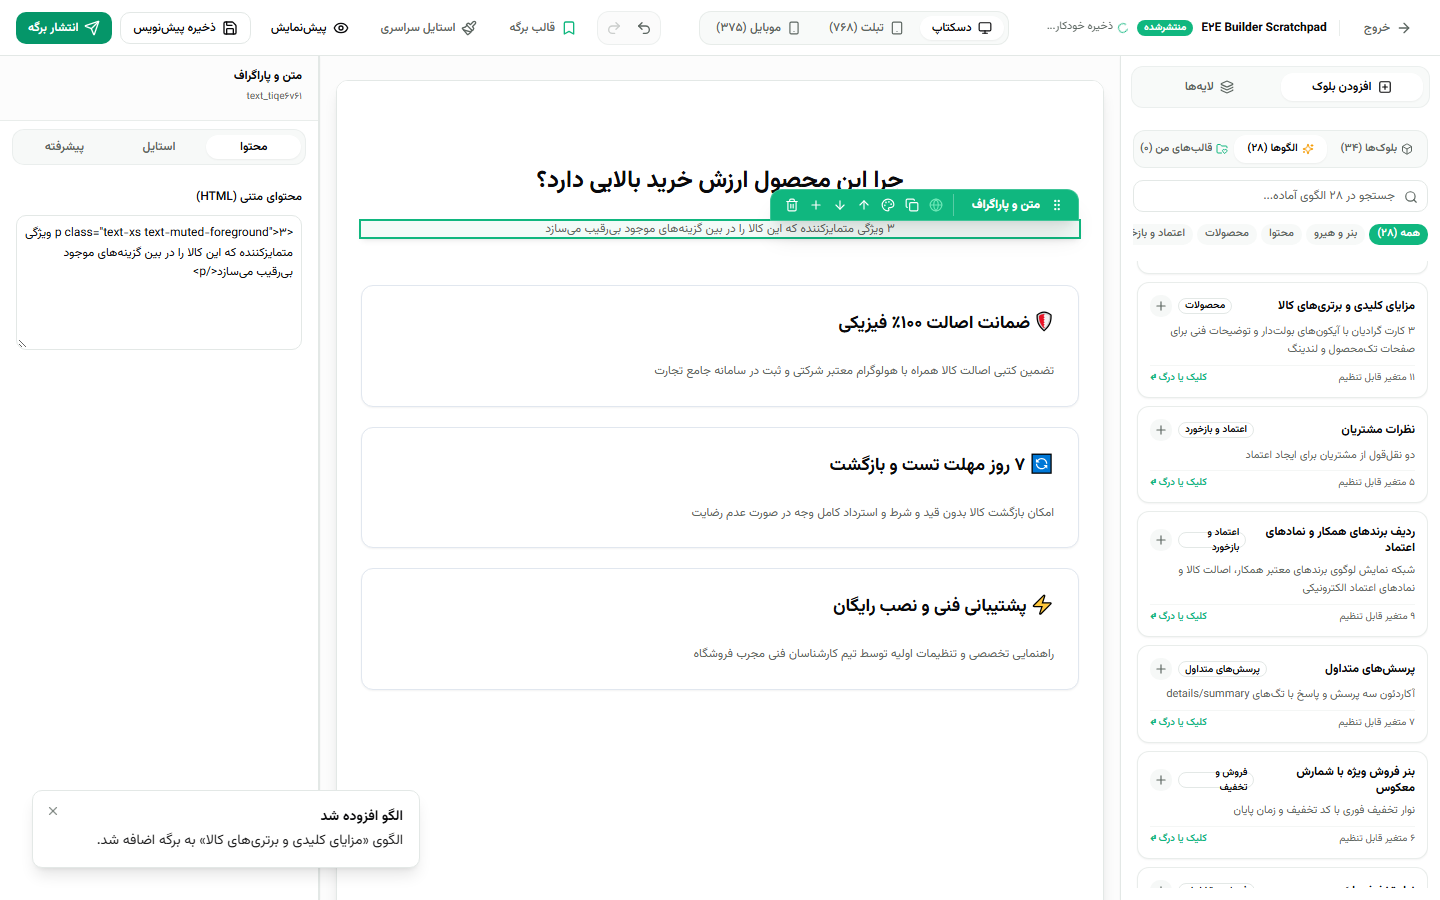 خروج
E2E Builder Scratchpad
منتشرشده
ذخیره خودکار...
دسکتاپ
تبلت (۷۶۸)
موبایل (۳۷۵)
قالب برگه
استایل سراسری
پیش‌نمایش
ذخیره پیش‌نویس
انتشار برگه
افزودن بلوک
لایه‌ها
بلوک‌ها (۳۴)
الگوها (۲۸)
قالب‌های من (۰)
جستجو در ۲۸ الگوی آماده...
همه (۲۸)
بنر و هیرو
محتوا
محصولات
اعتماد و بازخ
مزایای کلیدی و برتری‌های کالا
محصولات
۳ کارت گرادیان با آیکون‌های بولت‌دار و توضیحات فنی برای
صفحات تک‌محصول و لندینگ
۱۱ متغیر قابل تنظیم
کلیک یا درگ
نظرات مشتریان
اعتماد و بازخورد
دو نقل‌قول از مشتریان برای ایجاد اعتماد
۵ متغیر قابل تنظیم
کلیک یا درگ
ردیف برندهای همکار و نمادهای
اعتماد
اعتماد و
بازخورد
شبکه نمایش لوگوی برندهای معتبر همکار، اصالت کالا و
نمادهای اعتماد الکترونیکی
۹ متغیر قابل تنظیم
کلیک یا درگ
پرسش‌های متداول
پرسش‌های متداول
آکاردئون سه پرسش و پاسخ با تگ‌های details/summary
۷ متغیر قابل تنظیم
کلیک یا درگ
بنر فروش ویژه با شمارش
معکوس
فروش و
تخفیف
نوار تخفیف فوری با کد تخفیف و زمان پایان
۶ متغیر قابل تنظیم
کلیک یا درگ
چرا این محصول ارزش خرید بالایی دارد؟
متن و پاراگراف
۳ ویژگی متمایزکننده که این کالا را در بین گزینه‌های موجود بی‌رقیب می‌سازد
🛡️ ضمانت اصالت ۱۰۰٪ فیزیکی
تضمین کتبی اصالت کالا همراه با هولوگرام معتبر شرکتی و ثبت در سامانه جامع تجارت
🔄 ۷ روز مهلت تست و بازگشت
امکان بازگشت کالا بدون قید و شرط و استرداد کامل وجه در صورت عدم رضایت
⚡ پشتیبانی فنی و نصب رایگان
راهنمایی تخصصی و تنظیمات اولیه توسط تیم کارشناسان فنی مجرب فروشگاه
متن و پاراگراف
text_tiqe۶v۶۱
محتوا
استایل
پیشرفته
محتوای متنی (HTML)
<p class="text-xs text-muted-foreground">۳ ویژگی
متمایزکننده که این کالا را در بین گزینه‌های موجود
بی‌رقیب می‌سازد</p>
الگو افزوده شد
الگوی «مزایای کلیدی و برتری‌های کالا» به برگه اضافه شد.